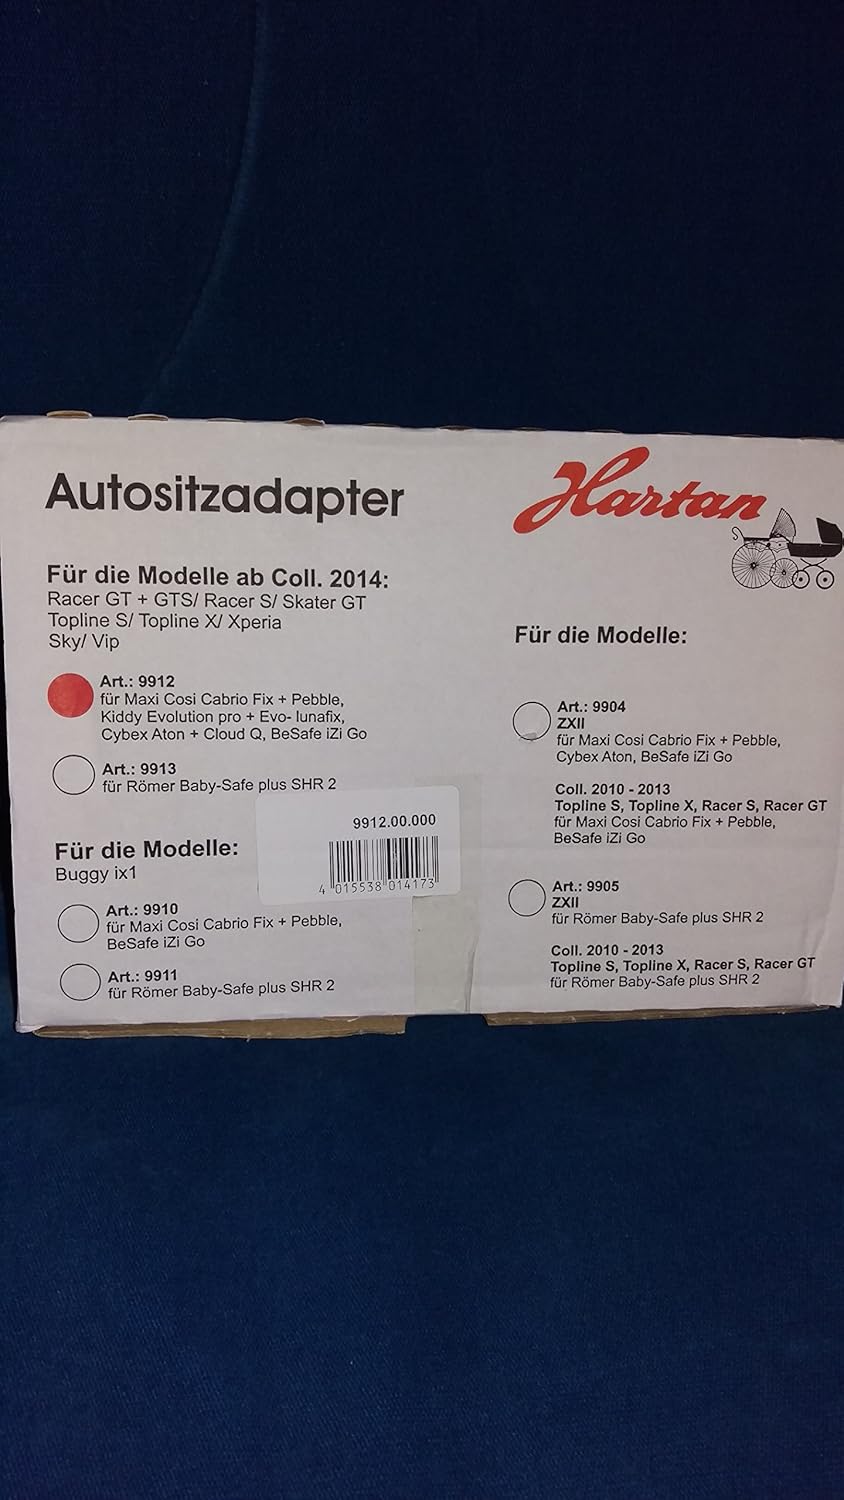 Autositzadapter
Hartan
Für die Modelle ab Coll. 2014:
Racer GT + GTS/ Racer S/ Skater GT
Topline S/ Topline X/ Xperia
Sky/ Vip
Art.: 9912
für Maxi Cosi Cabrio Fix + Pebble,
Kiddy Evolution pro + Evo- lunafix,
Cybex Aton + Cloud Q, BeSafe iZi Go
Art.: 9913
für Römer Baby-Safe plus SHR 2
9912.00.000
4 015538 014173
Für die Modelle:
Buggy ix1
Art.: 9910
für Maxi Cosi Cabrio Fix + Pebble,
BeSafe iZi Go
Art.: 9911
für Römer Baby-Safe plus SHR 2
Für die Modelle:
Art.: 9904
ZXII
für Maxi Cosi Cabrio Fix + Pebble,
Cybex Aton, BeSafe iZi Go
Coll. 2010 - 2013
Topline S, Topline X, Racer S, Racer GT
für Maxi Cosi Cabrio Fix + Pebble,
BeSafe iZi Go
Art.: 9905
ZXII
für Römer Baby-Safe plus SHR 2
Coll. 2010 - 2013
Topline S, Topline X, Racer S, Racer GT
für Römer Baby-Safe plus SHR 2